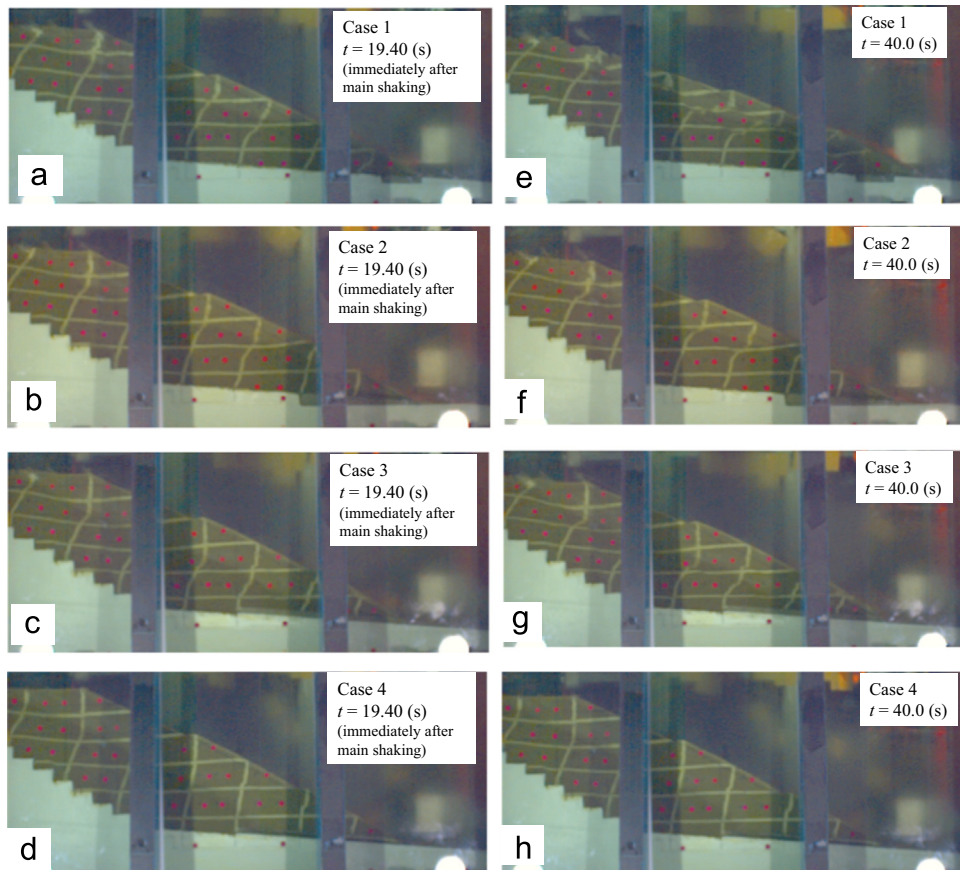 Case 1
t = 19.40 (s)
(immediately after
main shaking)
a
Case 1
t = 40.0 (s)
e
Case 2
t = 19.40 (s)
(immediately after
main shaking)
b
Case 2
t = 40.0 (s)
f
Case 3
t = 19.40 (s)
(immediately after
main shaking)
c
Case 3
t = 40.0 (s)
g
Case 4
t = 19.40 (s)
(immediately after
main shaking)
d
Case 4
t = 40.0 (s)
h